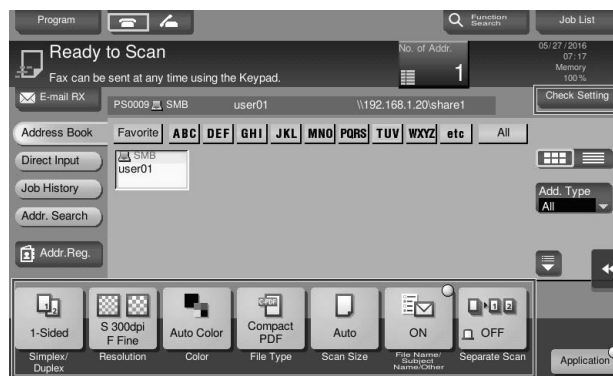 Program
Function
Search
Job List
Ready to Scan
Fax can be sent at any time using the Keypad.
No. of Addr.
1
05/27/2016
07:17
Memory
100%
E-mail RX
PS0009 SMB user01 \\192.168.1.20\share1
Check Setting
Address Book
Favorite ABC DEF GHI JKL MNO PQRS TUV WXYZ etc All
SMB
user01
Direct Input
Job History
Addr. Search
Addr.Reg.
Add. Type
All
1-Sided
S 300dpi
F Fine
Auto Color
Compact
PDF
Auto
ON
OFF
Simplex/
Duplex
Resolution
Color
File Type
Scan Size
File Name/
Subject
Name/Other
Separate Scan
Application